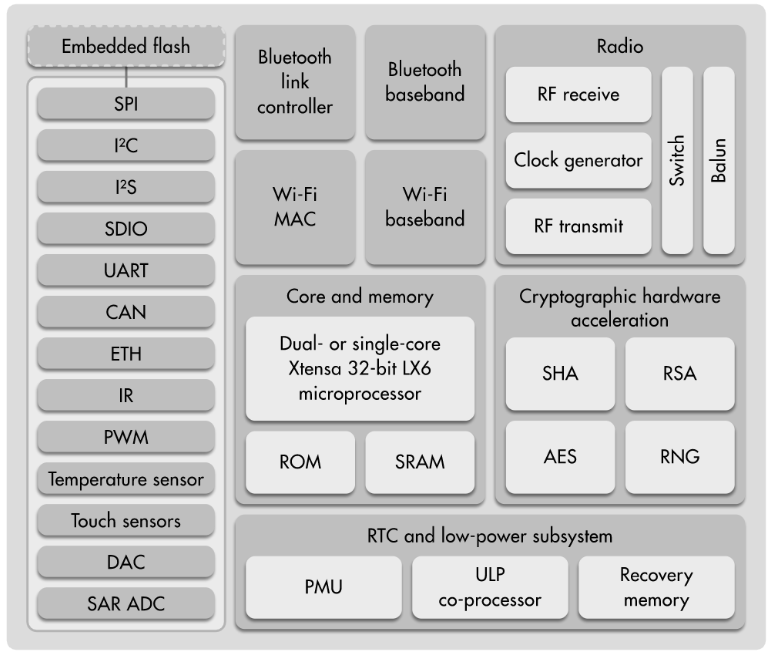 Embedded flash
SPI
I²C
I²S
SDIO
UART
CAN
ETH
IR
PWM
Temperature sensor
Touch sensors
DAC
SAR ADC
Bluetooth
link
controller
Bluetooth
baseband
Wi-Fi
MAC
Wi-Fi
baseband
Radio
RF receive
Clock generator
RF transmit
Switch
Balun
Core and memory
Dual- or single-core
Xtensa 32-bit LX6
microprocessor
ROM
SRAM
Cryptographic hardware
acceleration
SHA
RSA
AES
RNG
RTC and low-power subsystem
PMU
ULP
co-processor
Recovery
memory